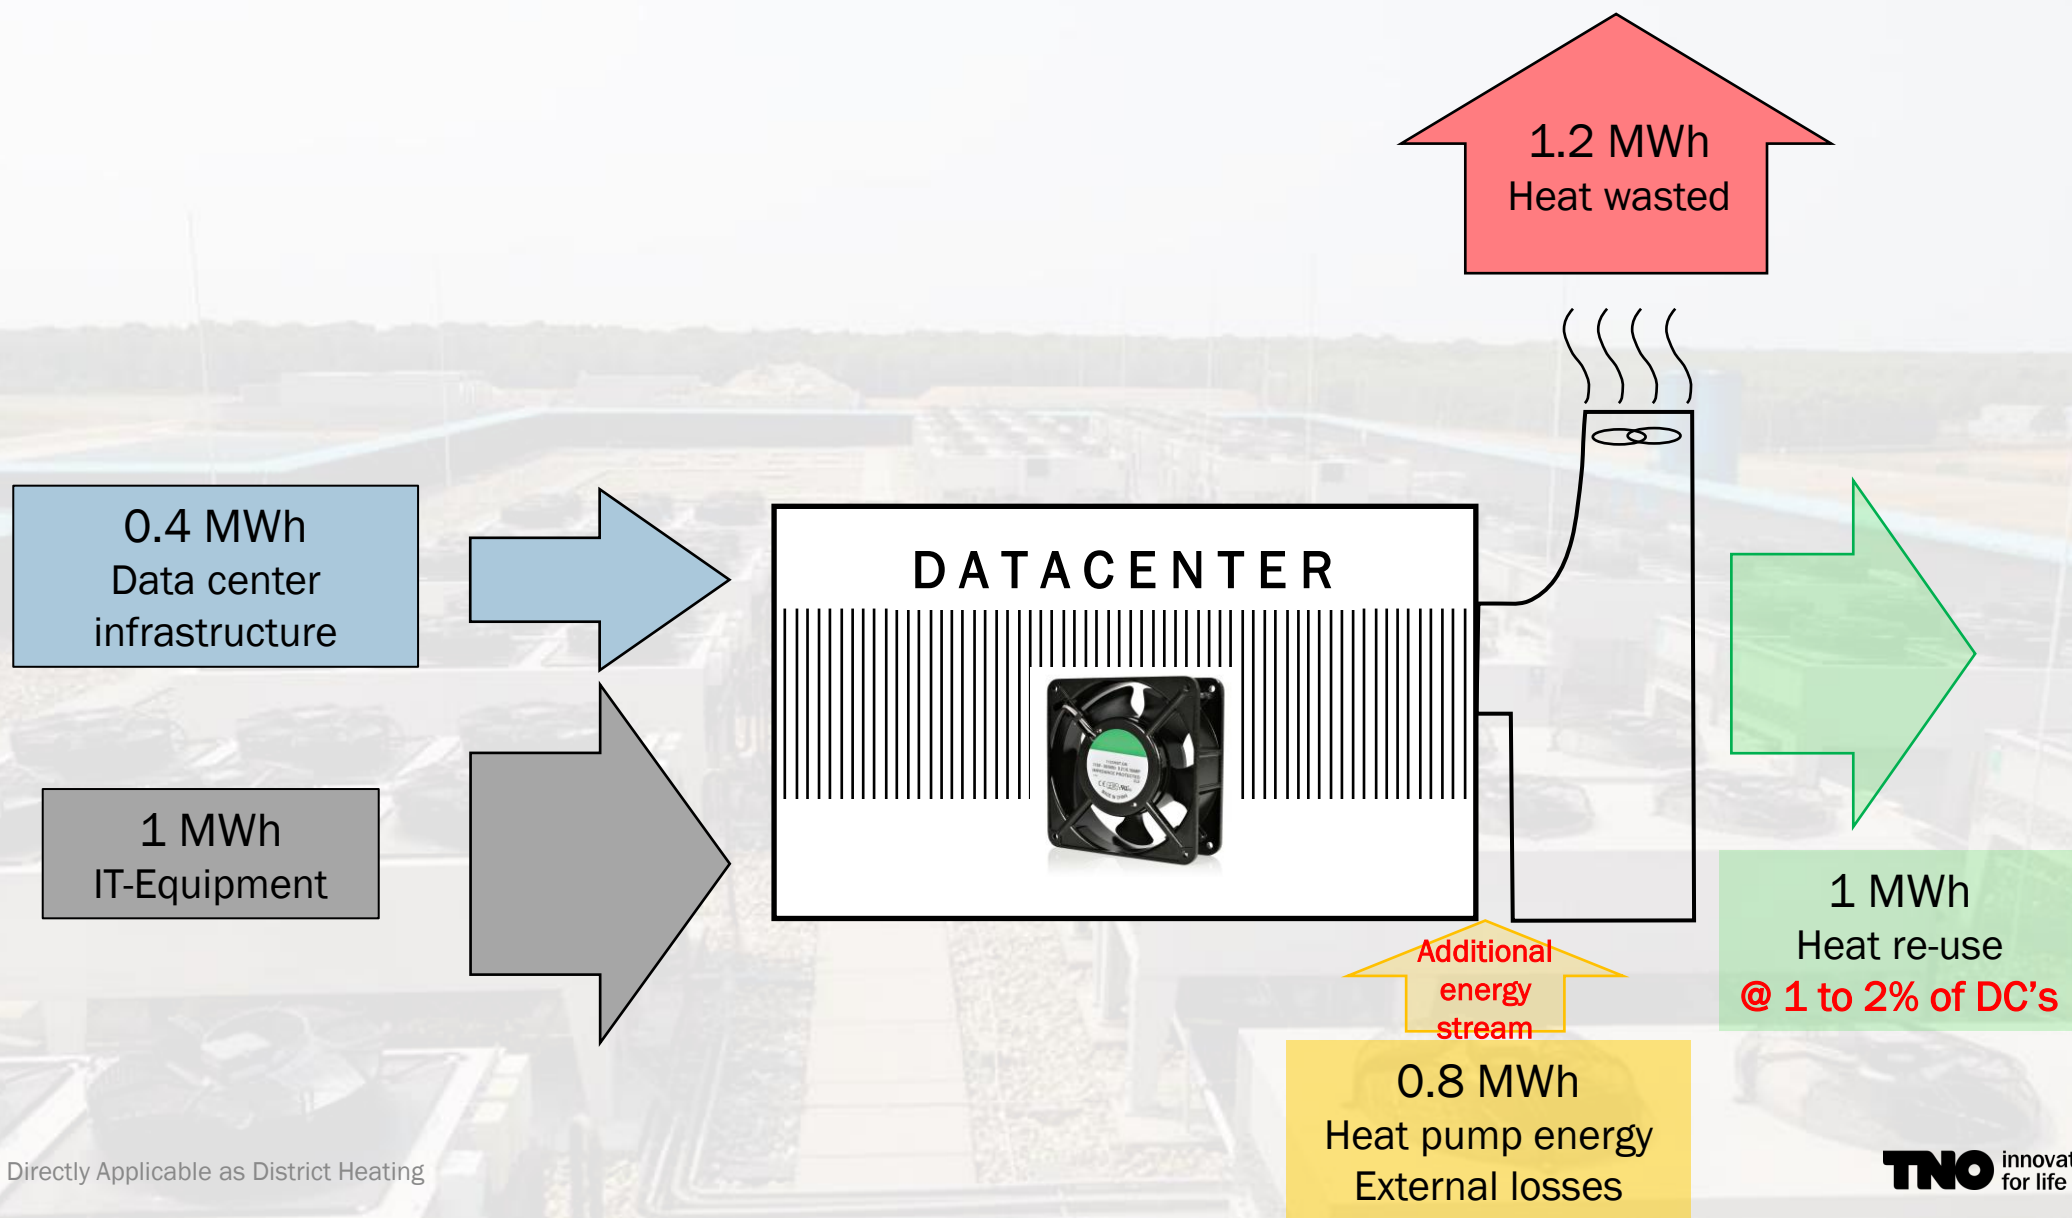 1.2 MWh
Heat wasted
0.4 MWh
Data center
infrastructure
DATACENTER
1 MWh
IT-Equipment
1 MWh
Heat re-use
@ 1 to 2% of DC's
Additional
energy
stream
0.8 MWh
Heat pump energy
External losses
Directly Applicable as District Heating
TNO
innovat
for life